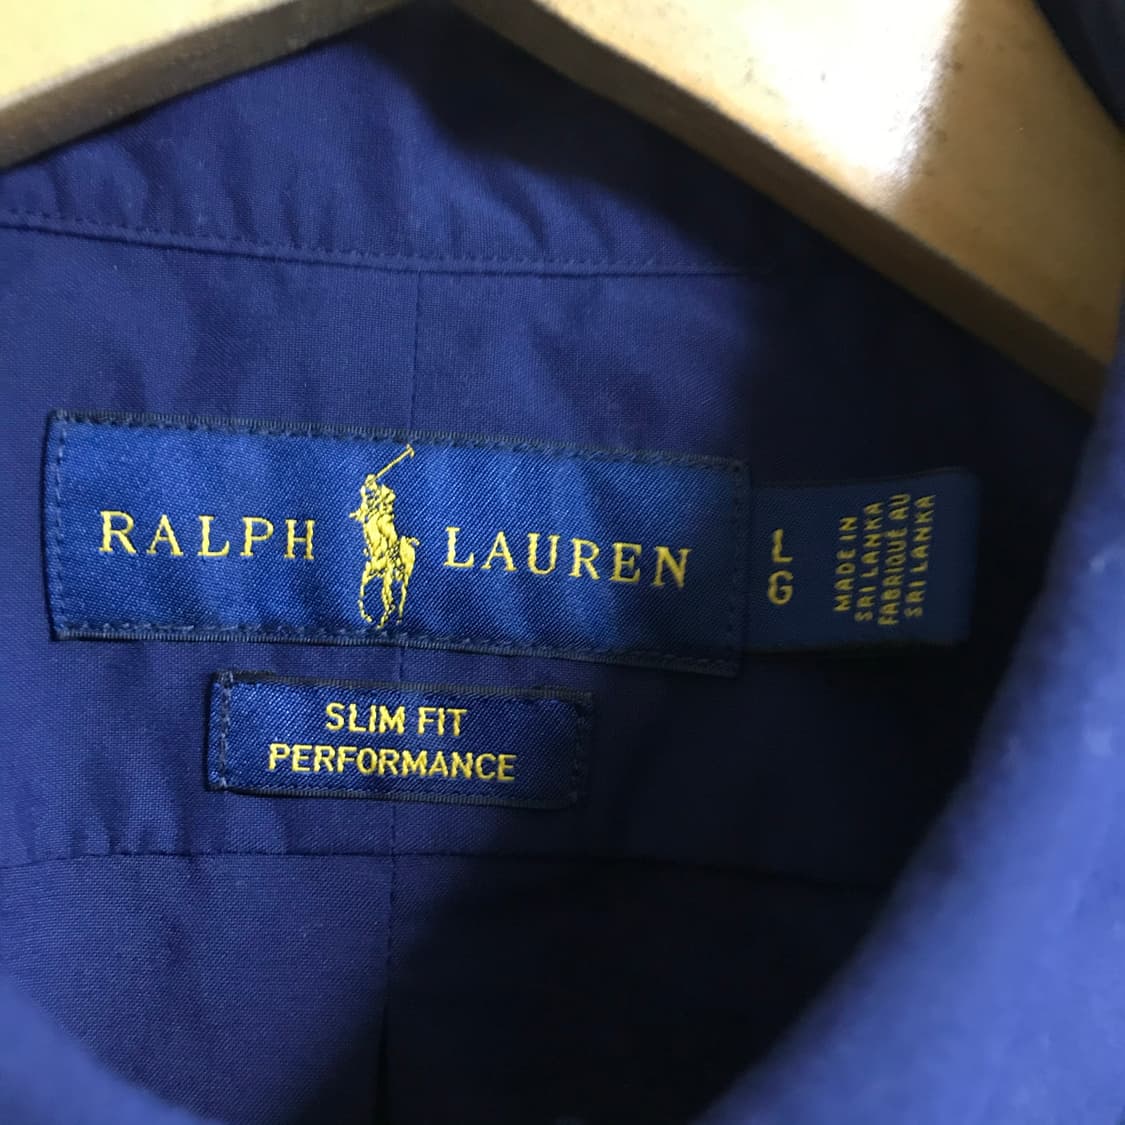 RALPH LAUREN
L
G
MADE IN
SRI LANKA
FABRIQUÉ AU
SRI LANKA
SLIM FIT
PERFORMANCE